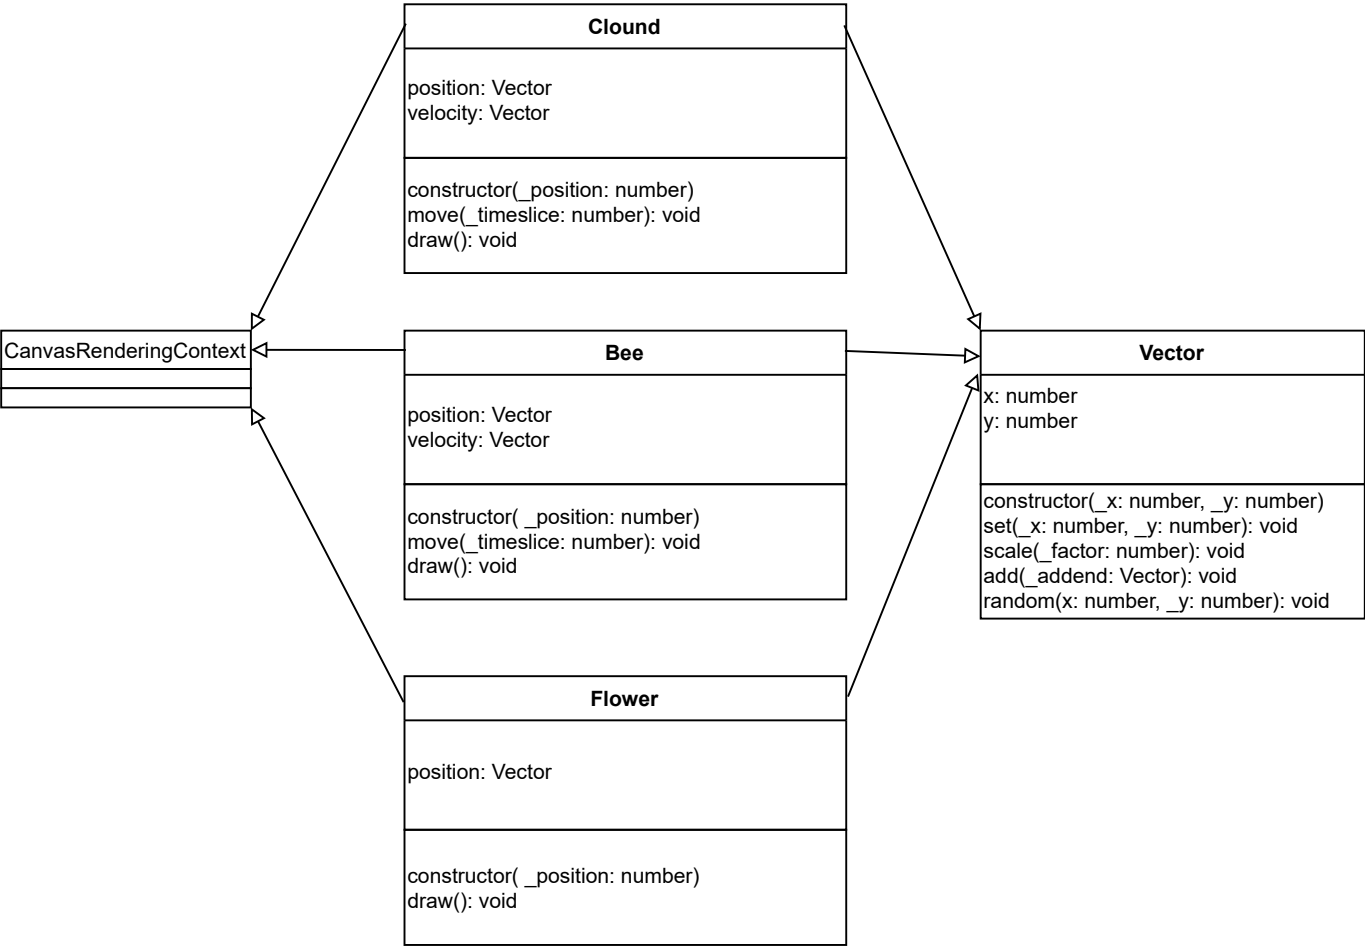 Clound
position: Vector
velocity: Vector
constructor(_position: number)
move(_timeslice: number): void
draw(): void
CanvasRenderingContext
Bee
position: Vector
velocity: Vector
constructor( _position: number)
move(_timeslice: number): void
draw(): void
Vector
x: number
y: number
constructor(_x: number, _y: number)
set(_x: number, _y: number): void
scale(_factor: number): void
add(_addend: Vector): void
random(x: number, _y: number): void
Flower
position: Vector
constructor( _position: number)
draw(): void